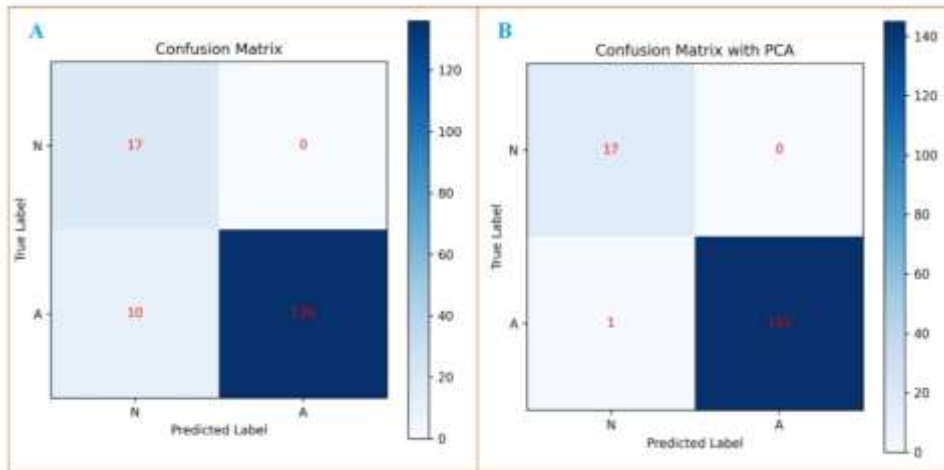 A
Confusion Matrix
N
A
True Label
17
0
10
N
A
Predicted Label
120
100
80
60
40
20
0
B
Confusion Matrix with PCA
N
A
True Label
17
0
1
N
A
Predicted Label
140
120
100
80
60
40
20
0